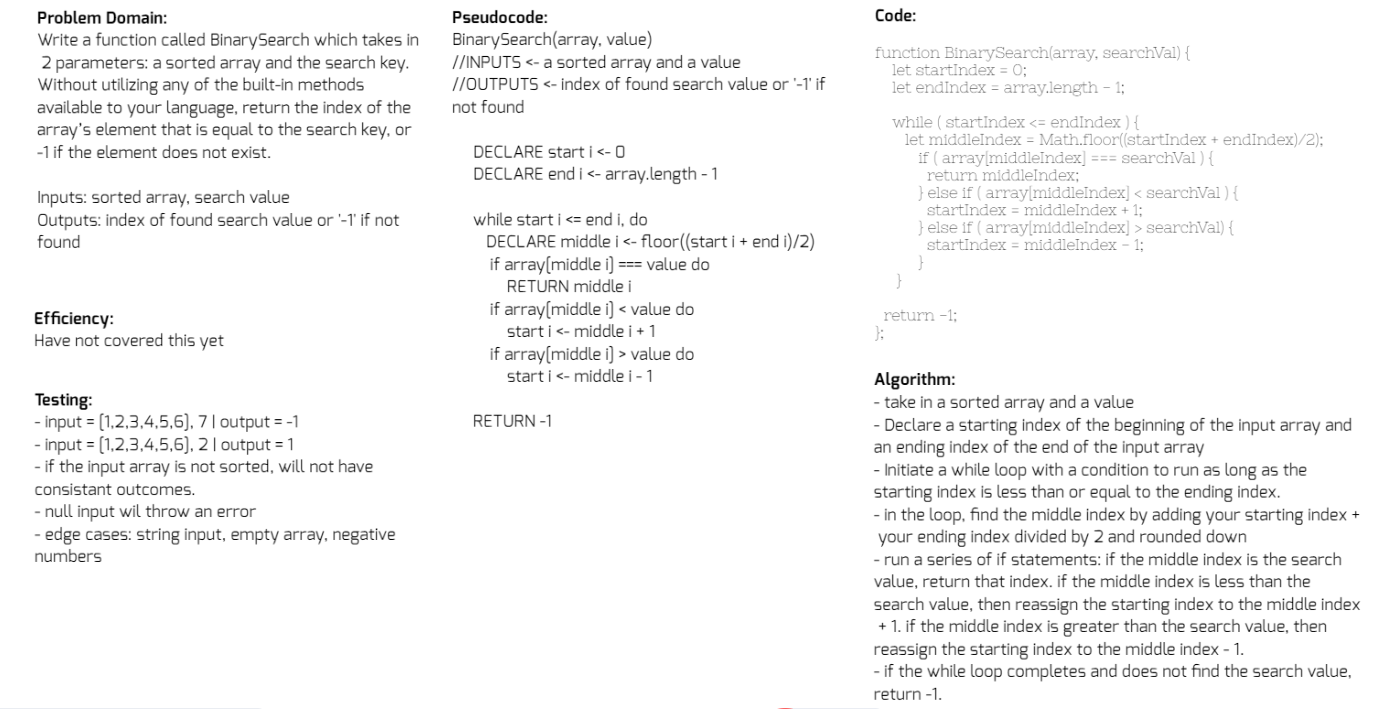 Problem Domain:
Write a function called BinarySearch which takes in
2 parameters: a sorted array and the search key.
Without utilizing any of the built-in methods
available to your language, return the index of the
array's element that is equal to the search key, or
-1 if the element does not exist.
Inputs: sorted array, search value
Outputs: index of found search value or '-1' if not
found
Efficiency:
Have not covered this yet
Testing:
- input = [1,2,3,4,5,6], 7 | output = -1
- input = [1,2,3,4,5,6], 2 | output = 1
- if the input array is not sorted, will not have
consistant outcomes.
- null input wil throw an error
- edge cases: string input, empty array, negative
numbers
Pseudocode:
BinarySearch(array, value)
//INPUTS <- a sorted array and a value
//OUTPUTS <- index of found search value or '-1' if
not found
DECLARE start i <- 0
DECLARE end i <- array.length - 1
while start i <= end i, do
DECLARE middle i <- floor((start i + end i)/2)
if array[middle i] === value do
RETURN middle i
if array[middle i] < value do
start i <- middle i + 1
if array[middle i] > value do
start i <- middle i - 1
RETURN -1
Code:
function BinarySearch(array, searchVal) {
let startIndex = 0;
let endIndex = array.length - 1;
while ( startIndex <= endIndex ) {
let middleIndex = Math.floor((startIndex + endIndex)/2);
if ( array[middleIndex] === searchVal ) {
return middleIndex;
} else if ( array[middleIndex] < searchVal ) {
startIndex = middleIndex + 1;
} else if ( array[middleIndex] > searchVal) {
startIndex = middleIndex - 1;
}
}
return -1;
};
Algorithm:
- take in a sorted array and a value
- Declare a starting index of the beginning of the input array and
an ending index of the end of the input array
- Initiate a while loop with a condition to run as long as the
starting index is less than or equal to the ending index.
- in the loop, find the middle index by adding your starting index +
your ending index divided by 2 and rounded down
- run a series of if statements: if the middle index is the search
value, return that index. if the middle index is less than the
search value, then reassign the starting index to the middle index
+ 1. if the middle index is greater than the search value, then
reassign the starting index to the middle index - 1.
- if the while loop completes and does not find the search value,
return -1.